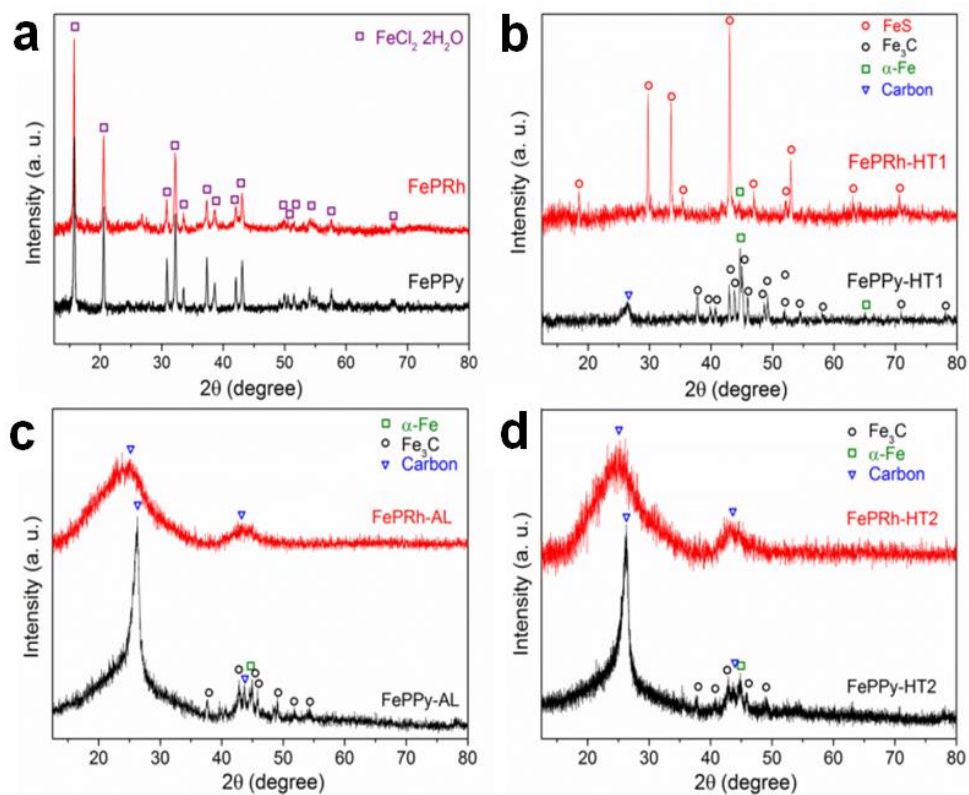 a
FeCl₂ 2H₂O
FePRh
FePPy
Intensity (a. u.)
20 30 40 50 60 70 80
2θ (degree)
b
FeS
Fe₃C
α-Fe
Carbon
FePRh-HT1
FePPy-HT1
Intensity (a. u.)
20 30 40 50 60 70 80
2θ (degree)
c
α-Fe
Fe₃C
Carbon
FePRh-AL
FePPy-AL
Intensity (a. u.)
20 30 40 50 60 70 80
2θ (degree)
d
Fe₃C
α-Fe
Carbon
FePRh-HT2
FePPy-HT2
Intensity (a. u.)
20 30 40 50 60 70 80
2θ (degree)